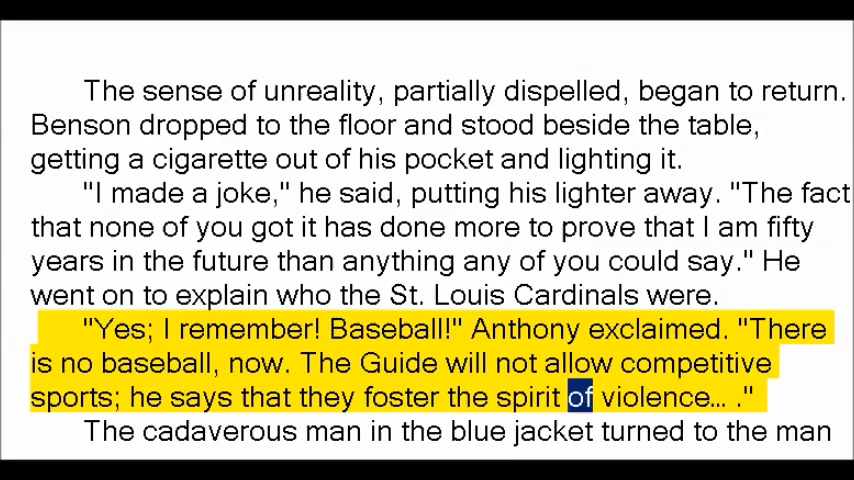 The sense of unreality, partially dispelled, began to return.
Benson dropped to the floor and stood beside the table,
getting a cigarette out of his pocket and lighting it.
"I made a joke," he said, putting his lighter away. "The fact
that none of you got it has done more to prove that I am fifty
years in the future than anything any of you could say." He
went on to explain who the St. Louis Cardinals were.
"Yes; I remember! Baseball!" Anthony exclaimed. "There
is no baseball, now. The Guide will not allow competitive
sports; he says that they foster the spirit of violence... ."
The cadaverous man in the blue jacket turned to the man